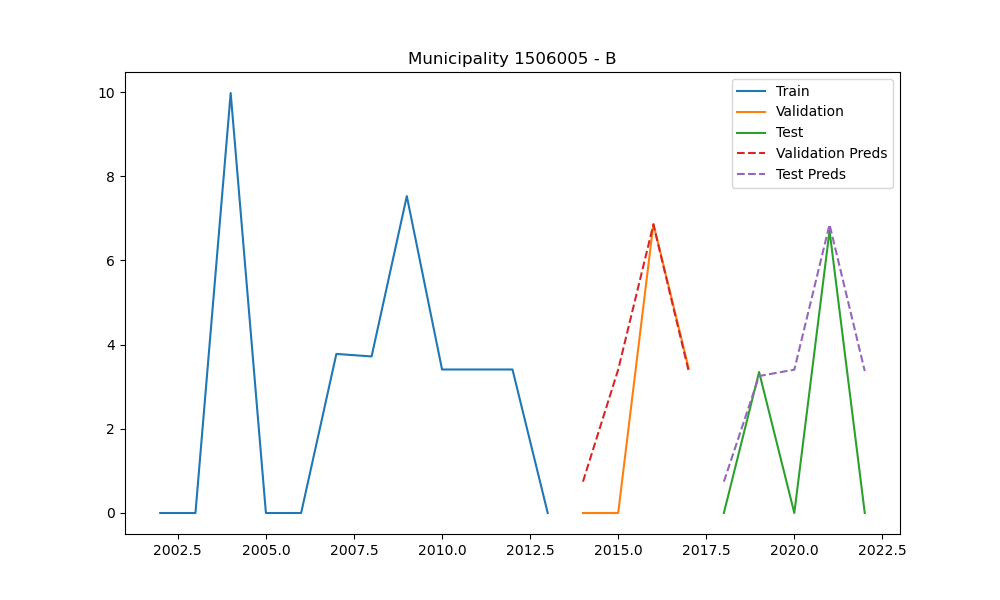 Municipality 1506005 - B
Train
Validation
Test
Validation Preds
Test Preds
10
8
6
4
2
0
2002.5 2005.0 2007.5 2010.0 2012.5 2015.0 2017.5 2020.0 2022.5